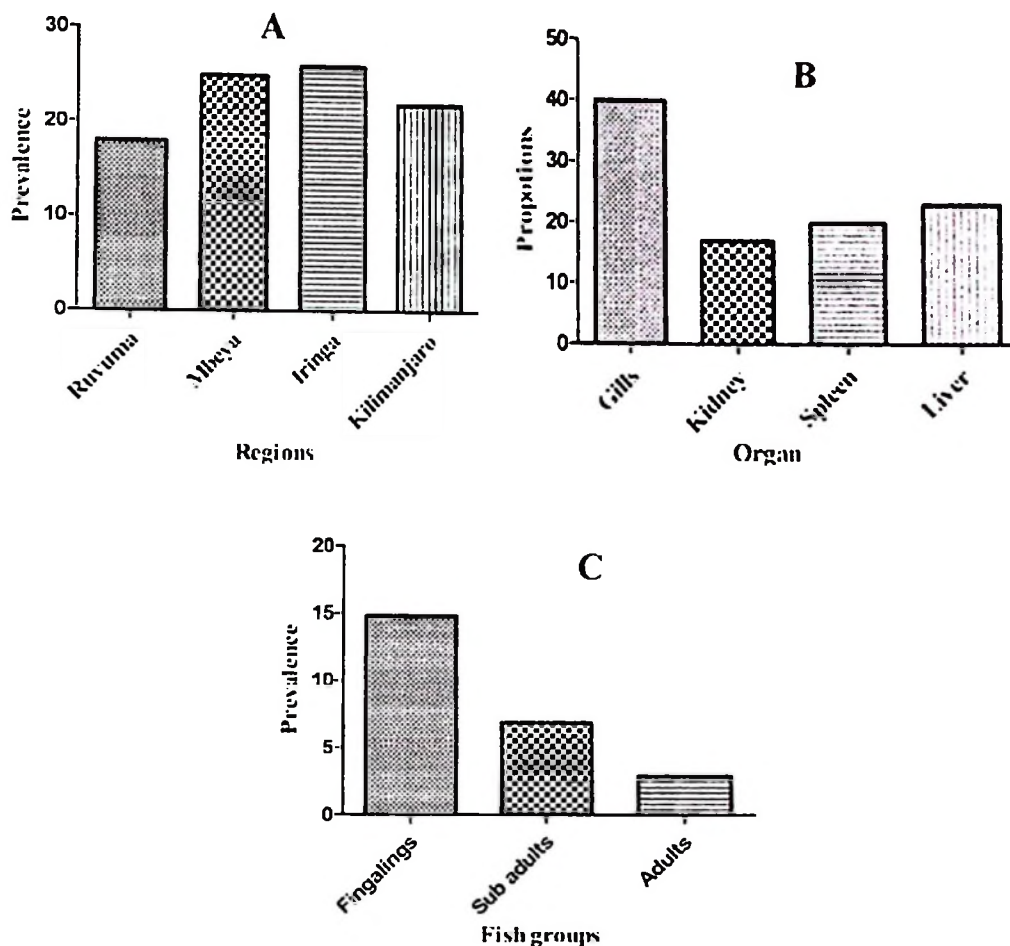 A
Prevalence
30
20
10
0
Ruvuma
Mbeya
Iringa
Kilimanjaro
Regions
B
Propotions
50
40
30
20
10
0
Gills
Kidney
Spleen
Liver
Organ
C
Prevalence
20
15
10
5
0
Fingalings
Sub adults
Adults
Fish groups